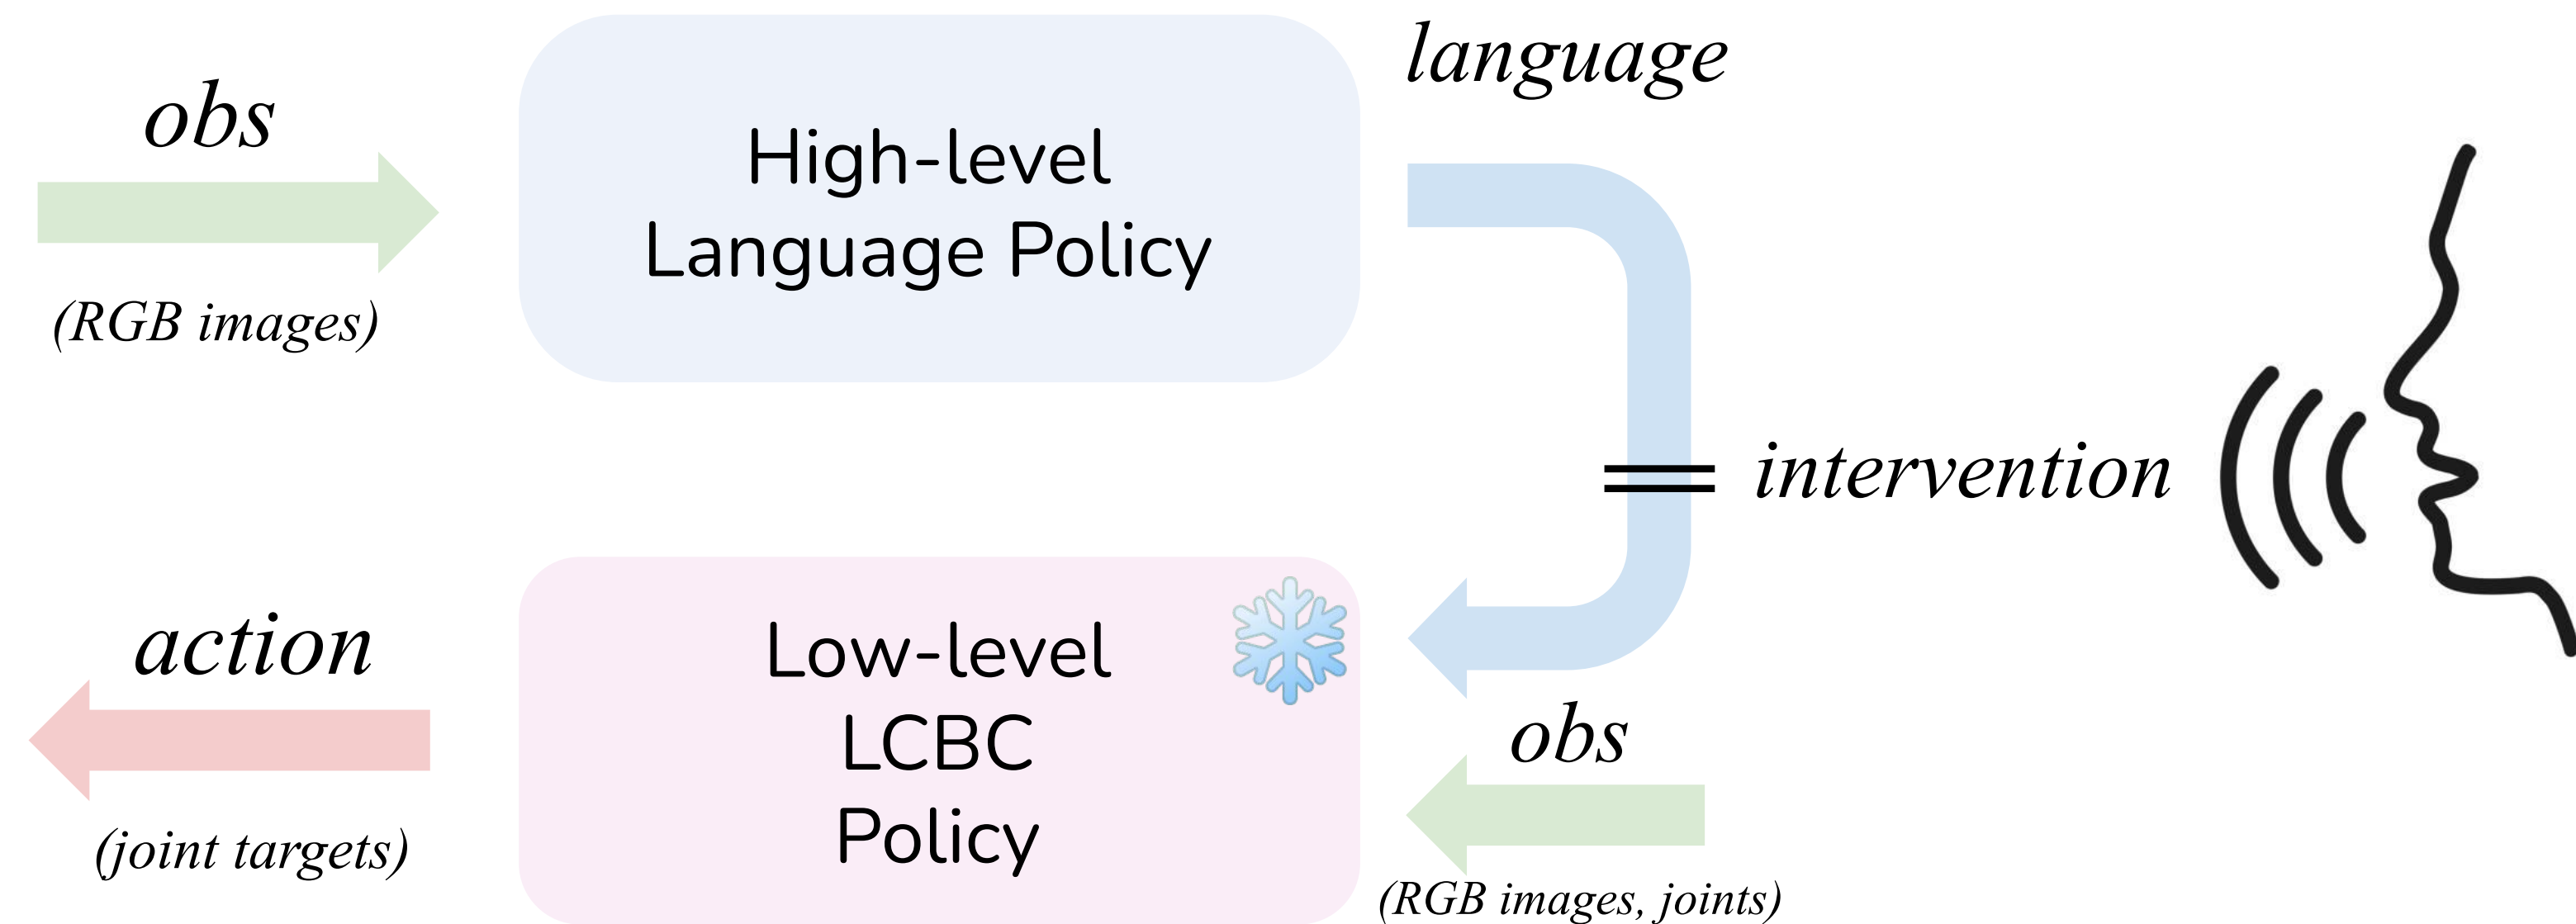 obs
(RGB images)
High-level
Language Policy
language
intervention
action
(joint targets)
Low-level
LCBC
Policy
obs
(RGB images, joints)